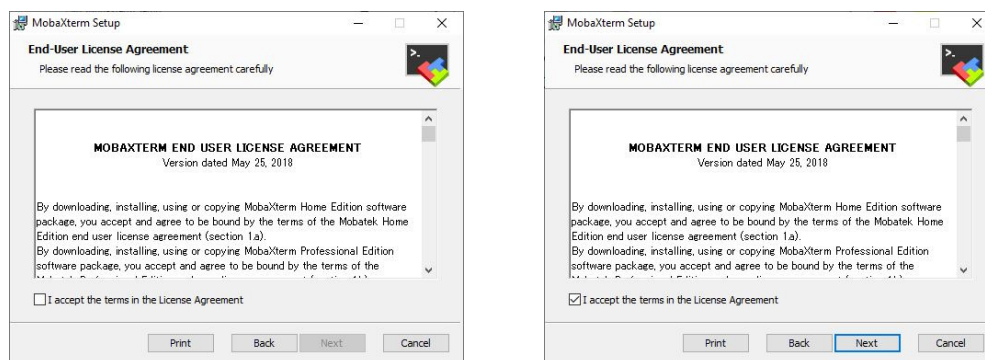 MobaXterm Setup
End-User License Agreement
Please read the following license agreement carefully
MOBAXTERM END USER LICENSE AGREEMENT
Version dated May 25, 2018
By downloading, installing, using or copying MobaXterm Home Edition software
package, you accept and agree to be bound by the terms of the Mobatek Home
Edition end user license agreement (section 1a).
By downloading, installing, using or copying MobaXterm Professional Edition
software package, you accept and agree to be bound by the terms of the
I accept the terms in the License Agreement
Print Back Next Cancel
MobaXterm Setup
End-User License Agreement
Please read the following license agreement carefully
MOBAXTERM END USER LICENSE AGREEMENT
Version dated May 25, 2018
By downloading, installing, using or copying MobaXterm Home Edition software
package, you accept and agree to be bound by the terms of the Mobatek Home
Edition end user license agreement (section 1a).
By downloading, installing, using or copying MobaXterm Professional Edition
software package, you accept and agree to be bound by the terms of the
I accept the terms in the License Agreement
Print Back Next Cancel